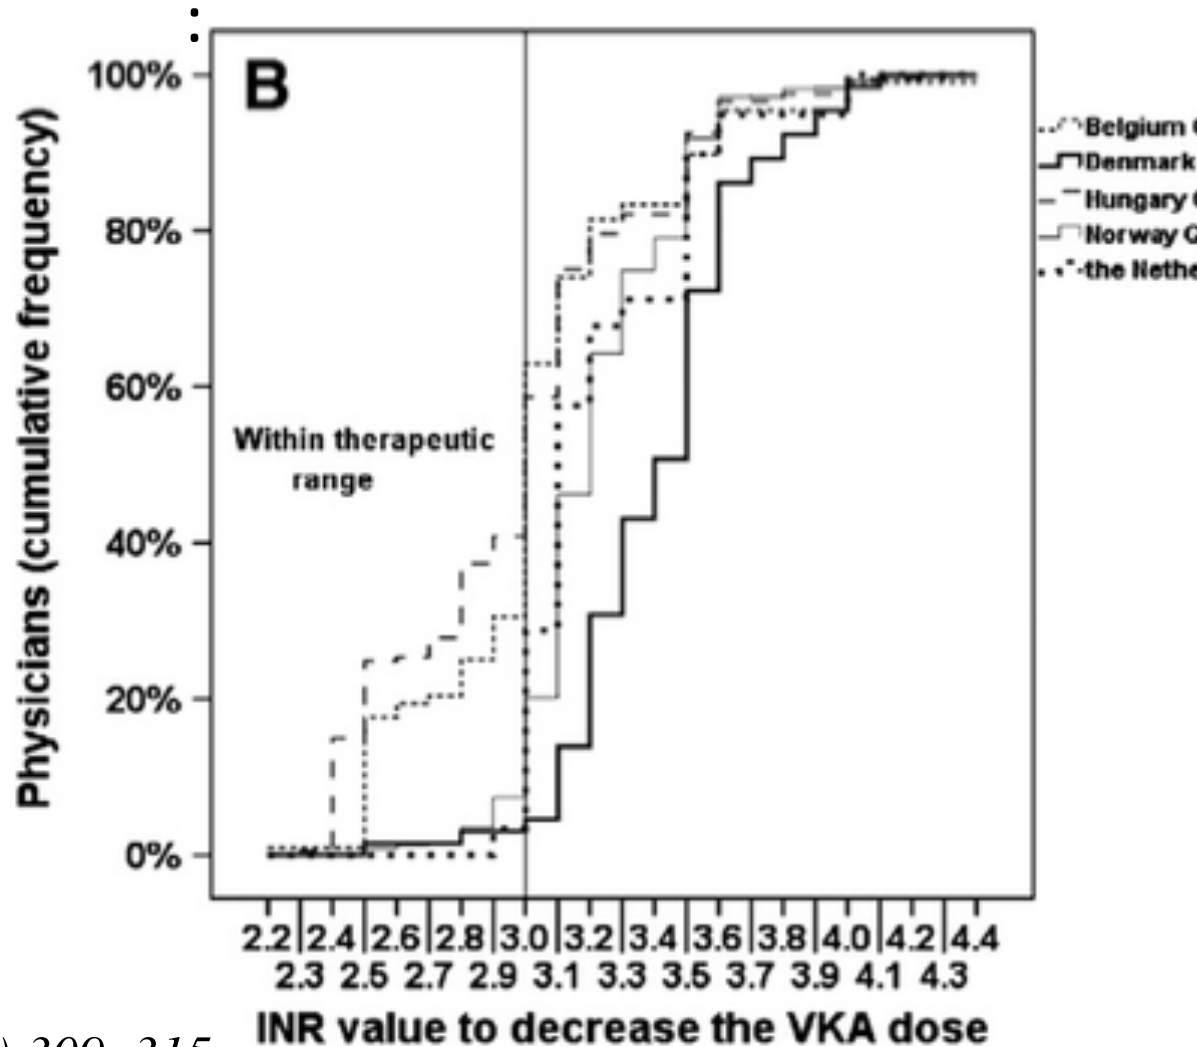 :
B
100%
80%
60%
40%
20%
0%
Physicians (cumulative frequency)
Within therapeutic
range
Belgium
Denmark
Hungary
Norway
the Nethe
2.2 2.4 2.6 2.8 3.0 3.2 3.4 3.6 3.8 4.0 4.2 4.4
2.3 2.5 2.7 2.9 3.1 3.3 3.5 3.7 3.9 4.1 4.3
INR value to decrease the VKA dose
) 309–315